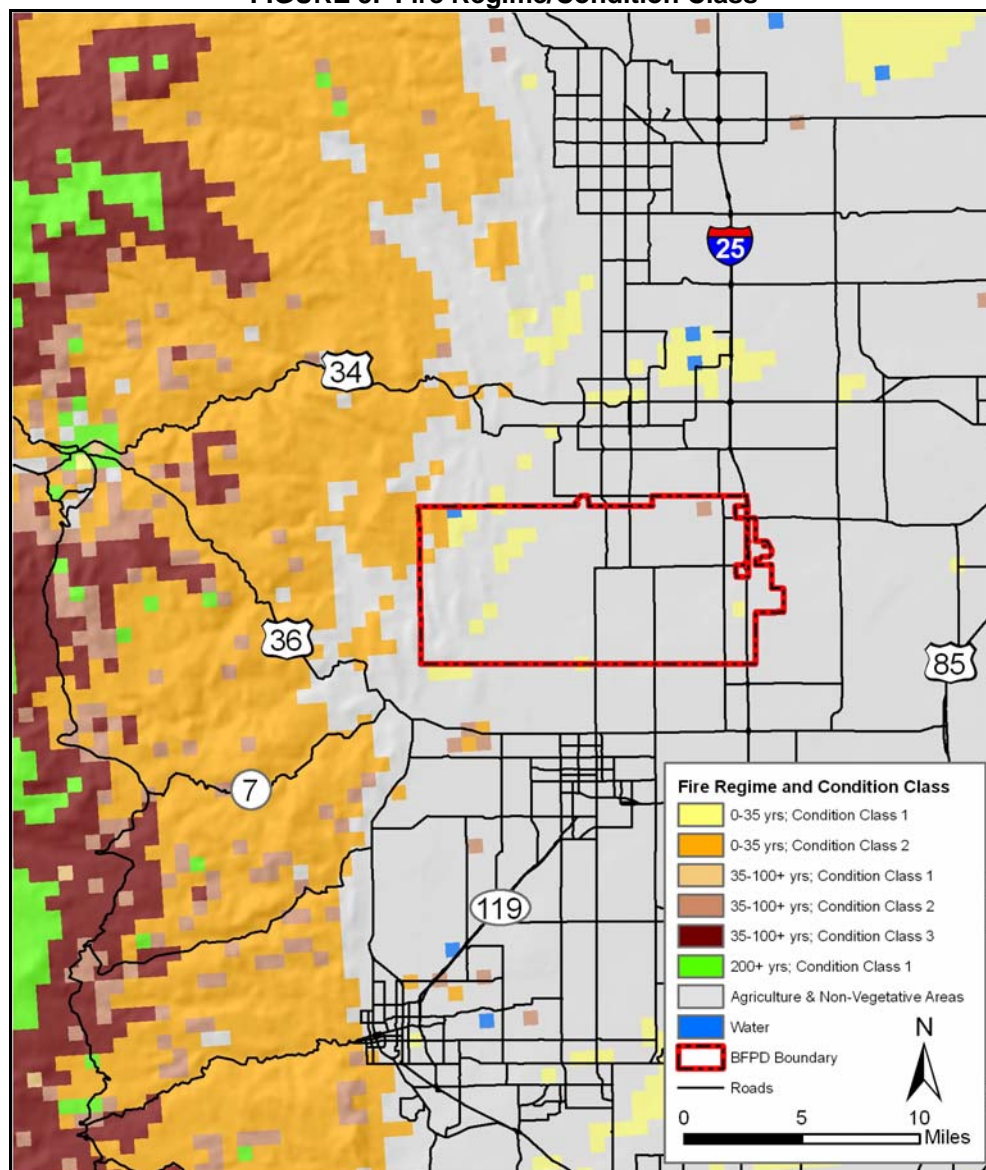 FIGURE 3. Fire Regime/Condition Class
25
34
36
85
7
119
Fire Regime and Condition Class
0-35 yrs; Condition Class 1
0-35 yrs; Condition Class 2
35-100+ yrs; Condition Class 1
35-100+ yrs; Condition Class 2
35-100+ yrs; Condition Class 3
200+ yrs; Condition Class 1
Agriculture & Non-Vegetative Areas
Water
BFPD Boundary
Roads
N
0 5 10
Miles